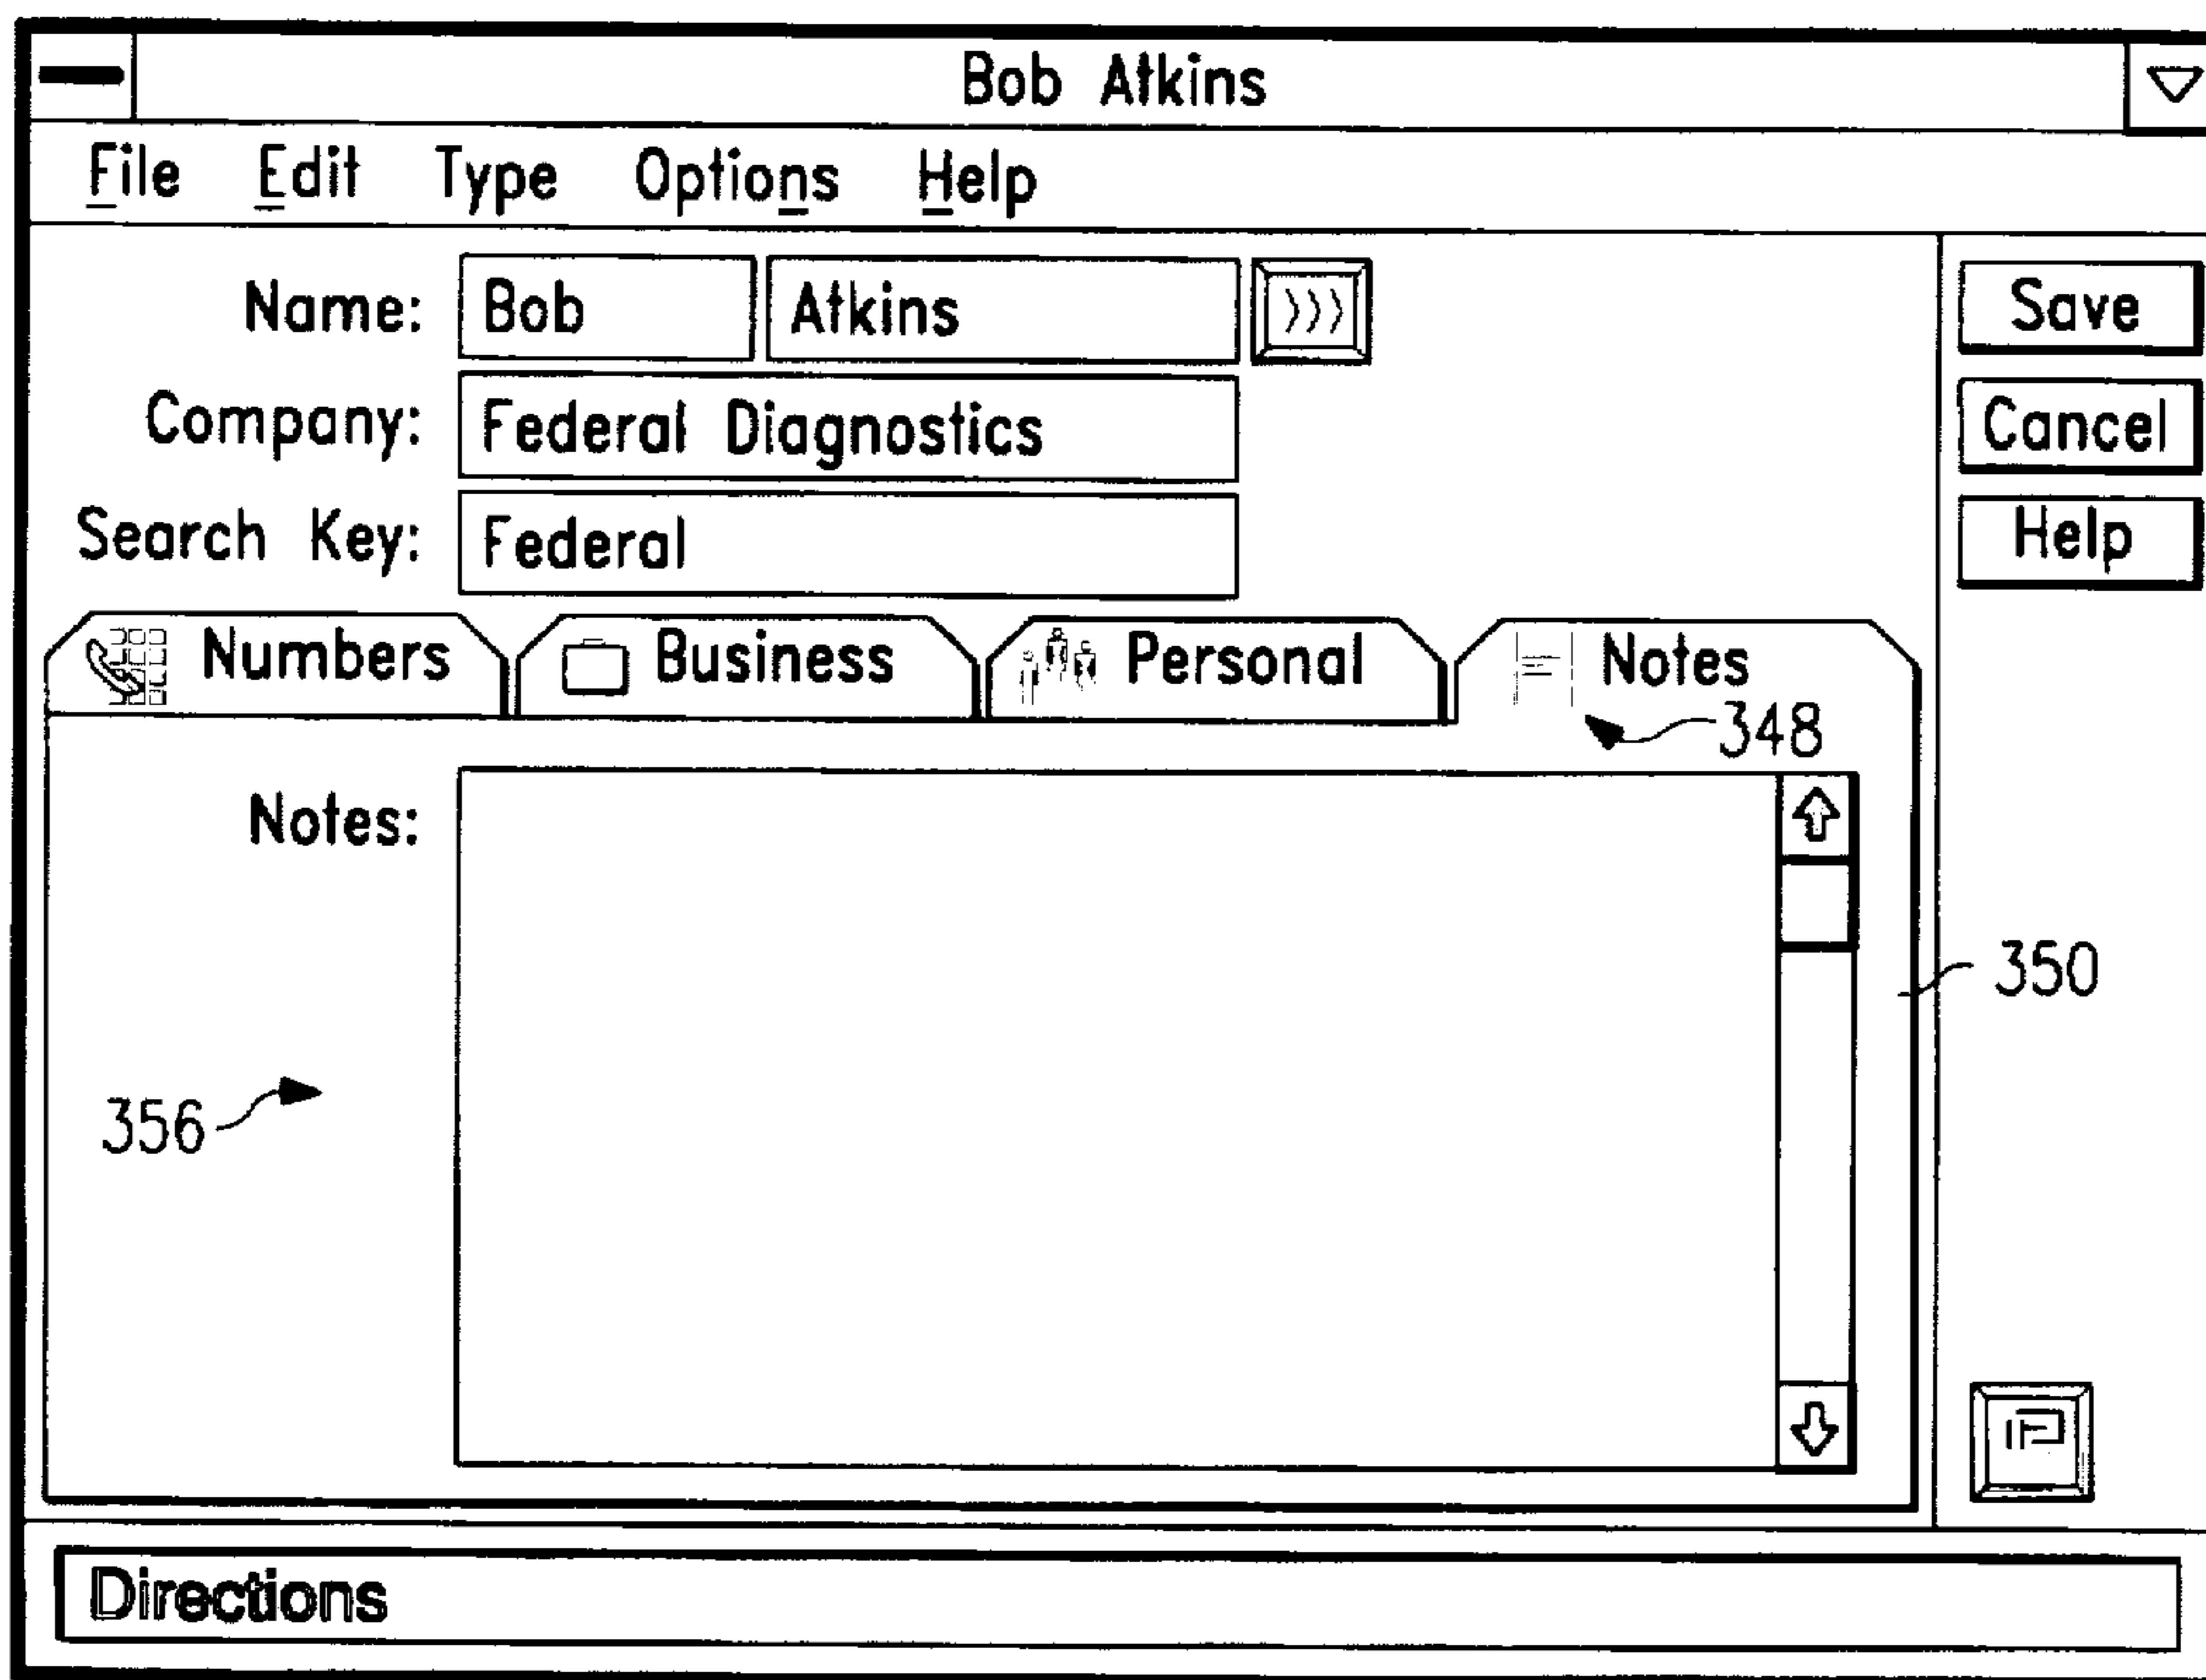 Bob Atkins
File Edit Type Options Help
Name: Bob Atkins >>> Save
Company: Federal Diagnostics Cancel
Search Key: Federal Help
Numbers Business Personal Notes
348
Notes:
350
356
Directions